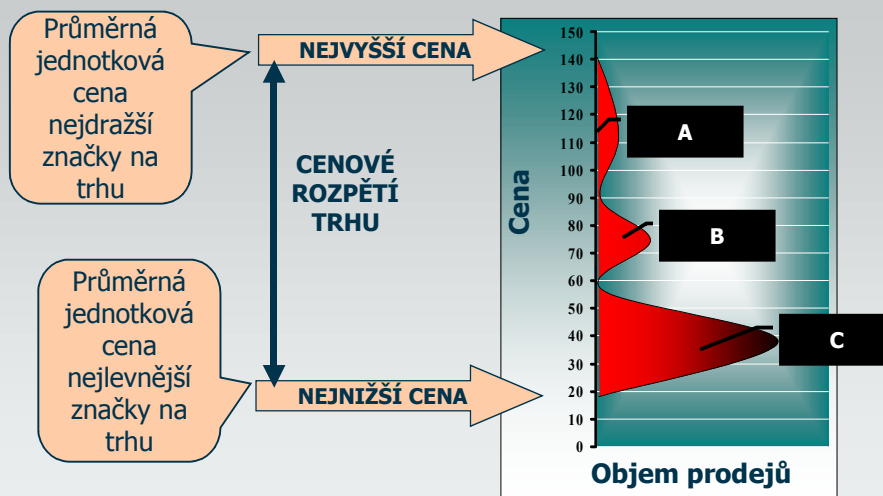 Průměrná
jednotková
cena
nejdražší
značky na
trhu
NEJVYŠŠÍ CENA
CENOVÉ
ROZPĚTÍ
TRHU
Průměrná
jednotková
cena
nejlevnější
značky na
trhu
NEJNIŽŠÍ CENA
Cena
150
140
130
120
110
100
90
80
70
60
50
40
30
20
10
0
A
B
C
Objem prodejů